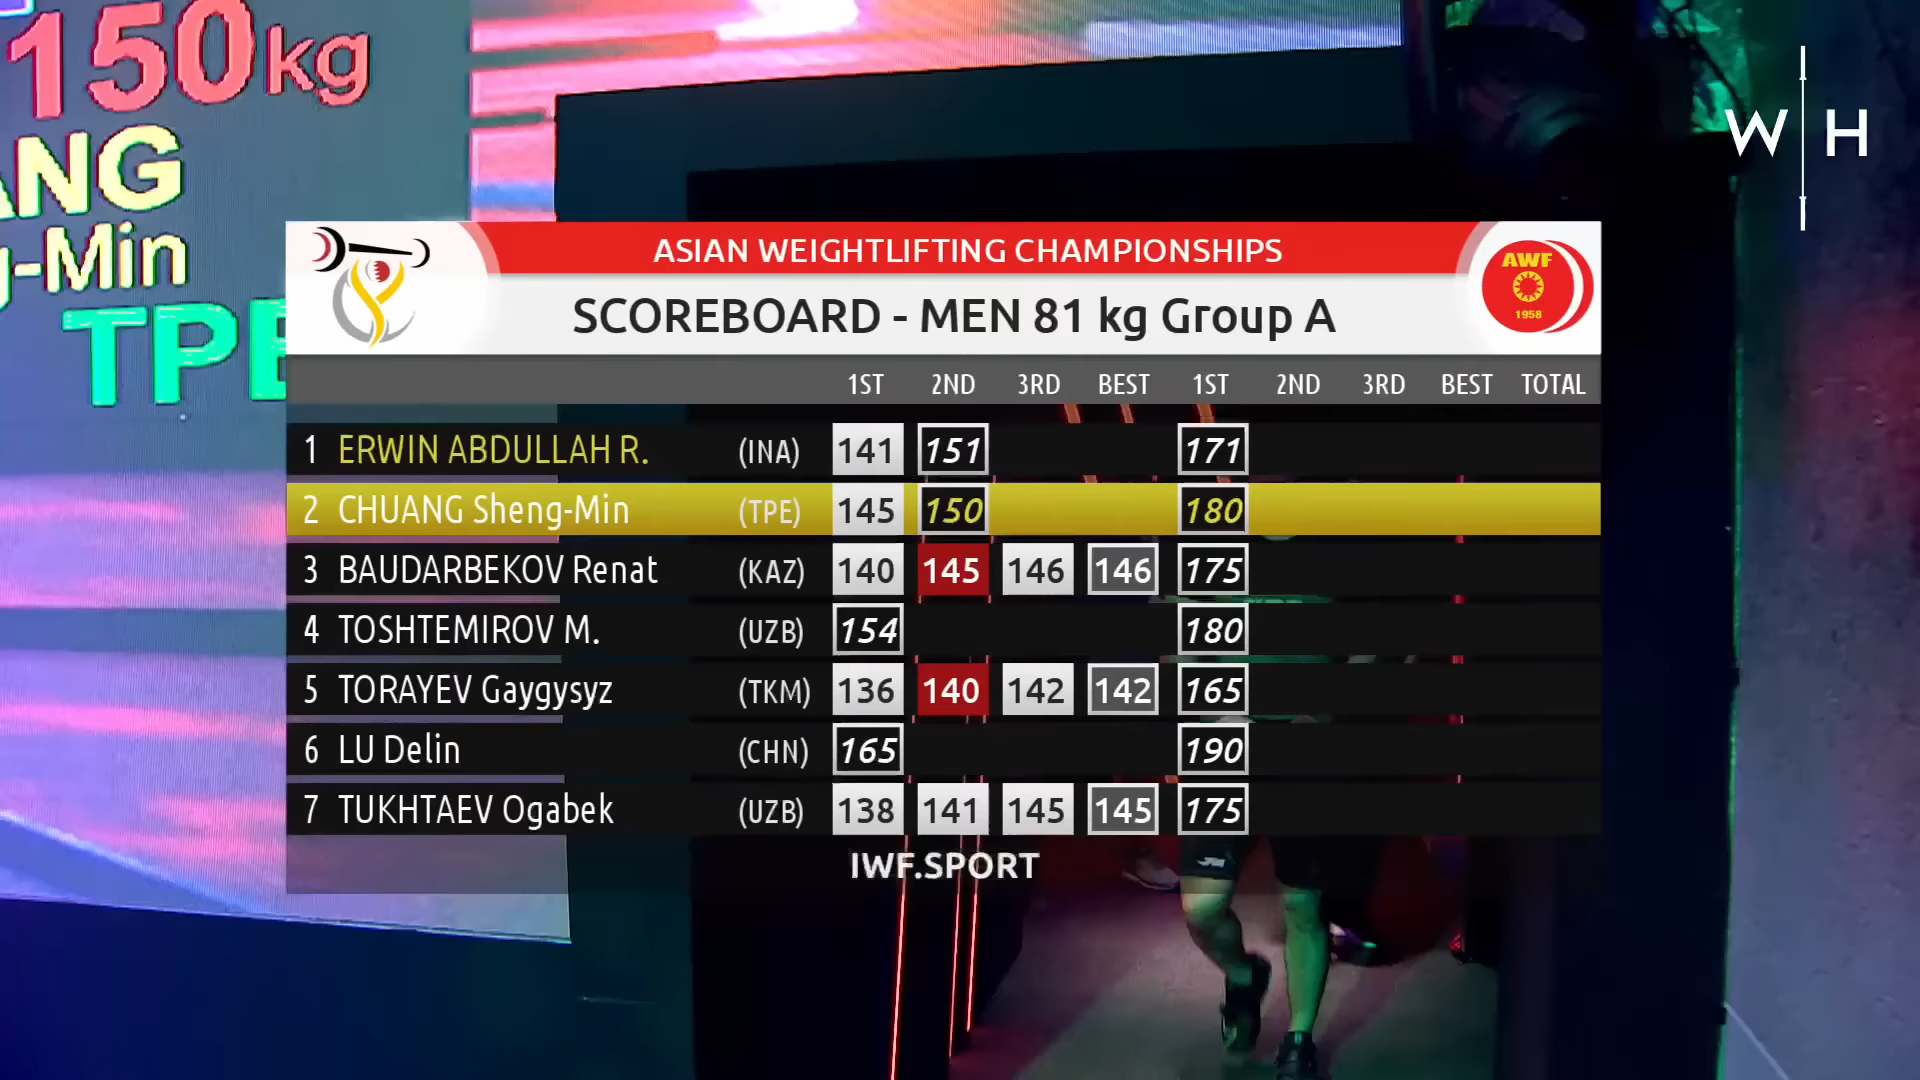 150kg
ANG
-Min
TPE
W H
ASIAN WEIGHTLIFTING CHAMPIONSHIPS
SCOREBOARD - MEN 81 kg Group A
AWF
1958
1ST 2ND 3RD BEST 1ST 2ND 3RD BEST TOTAL
1 ERWIN ABDULLAH R. (INA) 141 151 171
2 CHUANG Sheng-Min (TPE) 145 150 180
3 BAUDARBEKOV Renat (KAZ) 140 145 146 146 175
4 TOSHTEMIROV M. (UZB) 154 180
5 TORAYEV Gaygysyz (TKM) 136 140 142 142 165
6 LU Delin (CHN) 165 190
7 TUKHTAEV Ogabek (UZB) 138 141 145 145 175
IWF.SPORT